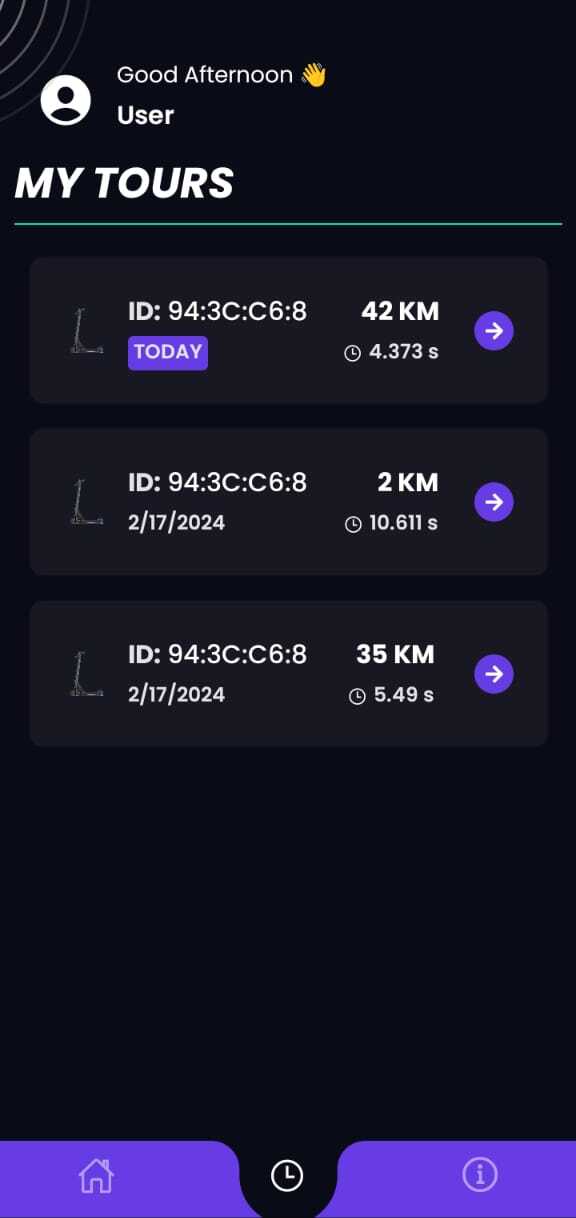 Good Afternoon 👋
User
MY TOURS
ID: 94:3C:C6:8
42 KM
TODAY
4.373 s
ID: 94:3C:C6:8
2 KM
2/17/2024
10.611 s
ID: 94:3C:C6:8
35 KM
2/17/2024
5.49 s